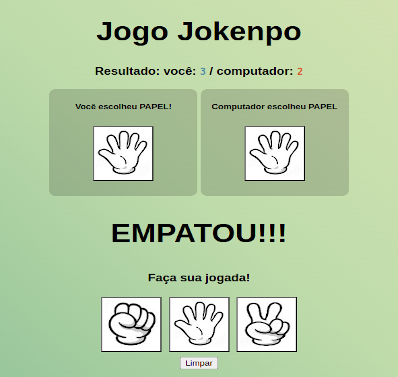 Jogo Jokenpo
Resultado: você: 3 / computador: 2
Você escolheu PAPEL!
Computador escolheu PAPEL
EMPATOU!!!
Faça sua jogada!
Limpar